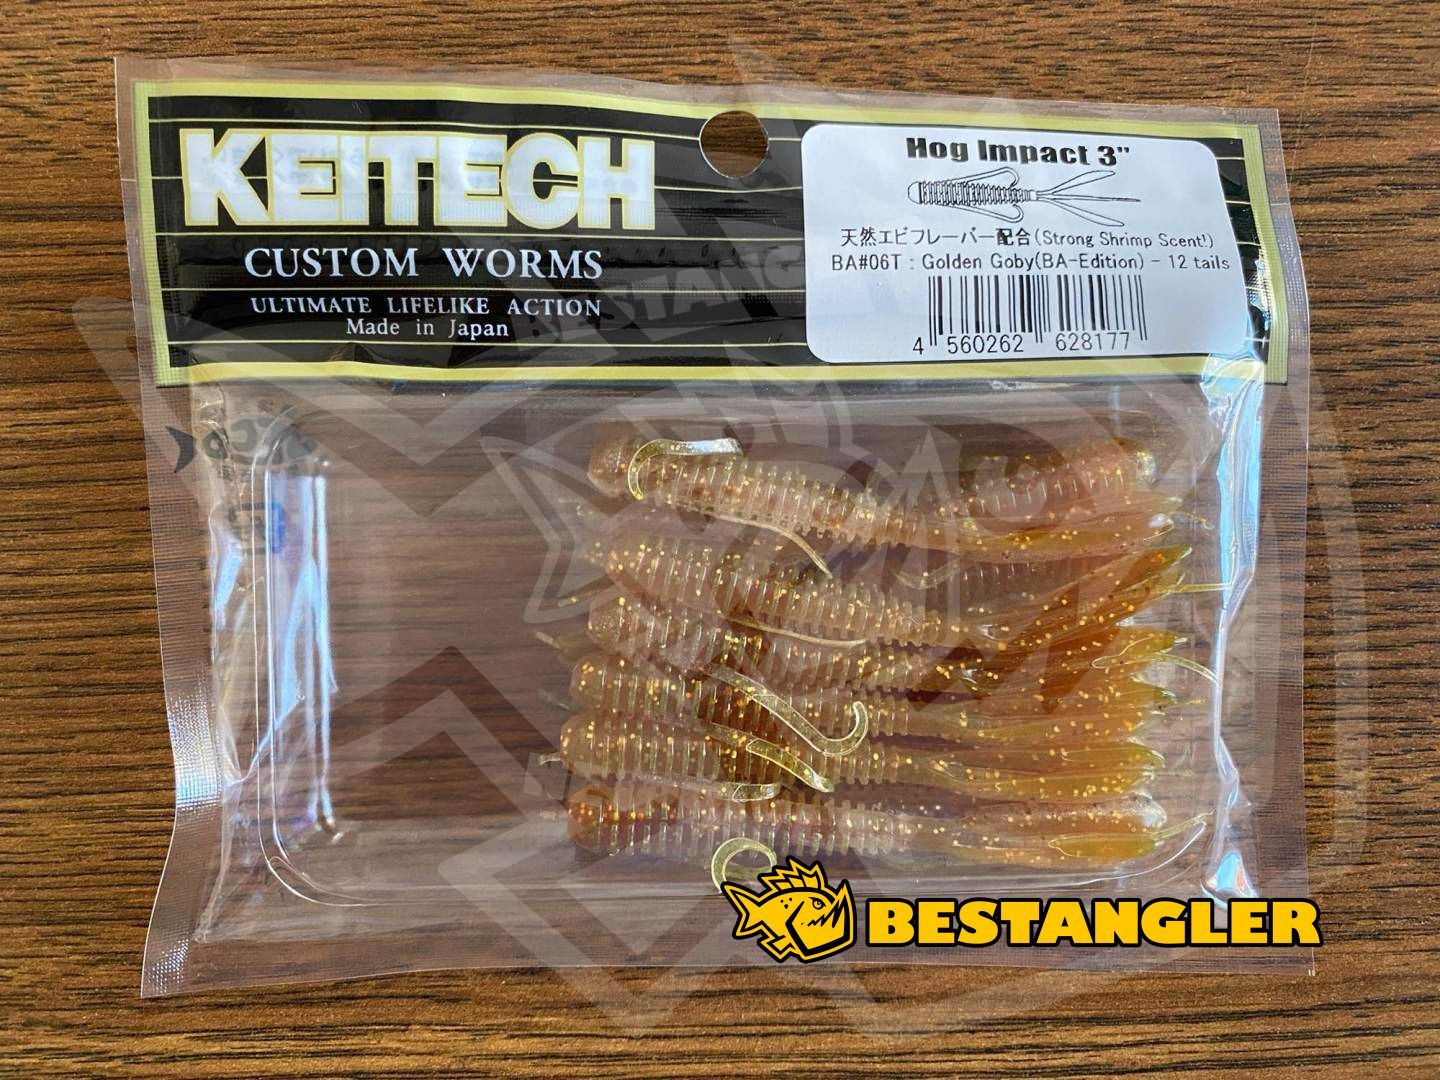 KEITECH
CUSTOM WORMS
ULTIMATE LIFELIKE ACTION
Made in Japan
Hog Impact 3"
天然エビフレーバー配合(Strong Shrimp Scent!)
BA#06T : Golden Goby(BA-Edition) - 12 tails
4 560262 628177
BESTANGLER
BESTANGLER